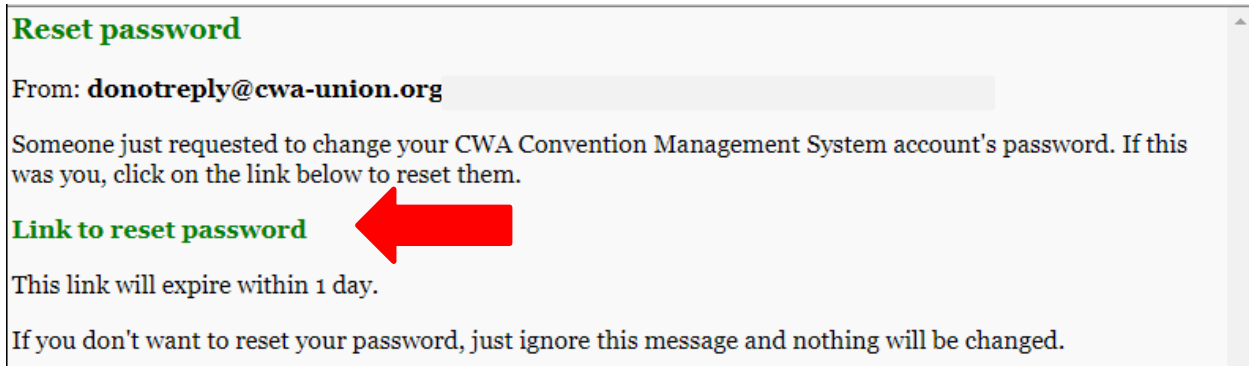 Reset password
From: donotreply@cwa-union.org
Someone just requested to change your CWA Convention Management System account's password. If this
was you, click on the link below to reset them.
Link to reset password
This link will expire within 1 day.
If you don't want to reset your password, just ignore this message and nothing will be changed.